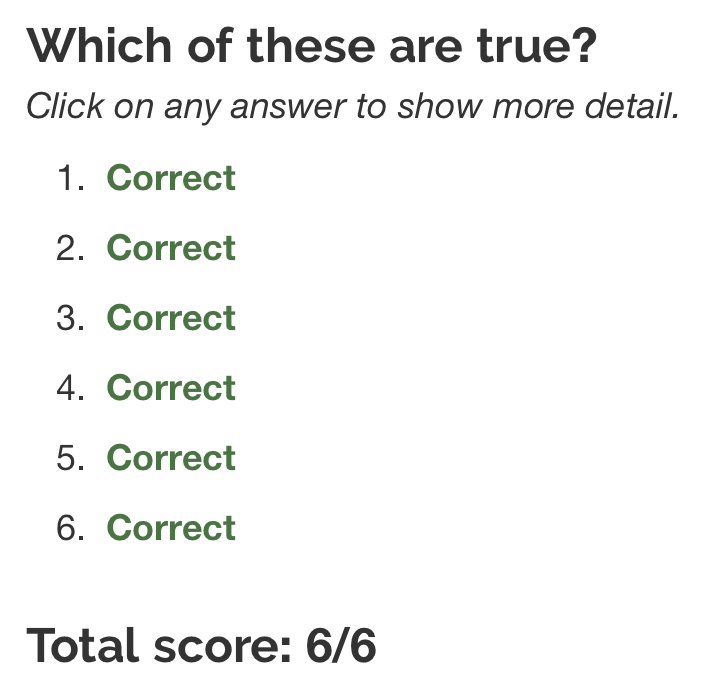 Which of these are true?
Click on any answer to show more detail.
1. Correct
2. Correct
3. Correct
4. Correct
5. Correct
6. Correct
Total score: 6/6